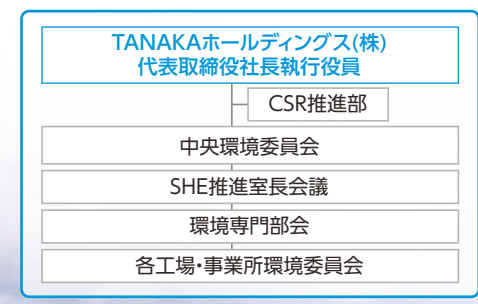 TANAKAホールディングス(株)
代表取締役社長執行役員
CSR推進部
中央環境委員会
SHE推進室長会議
環境専門部会
各工場・事業所環境委員会